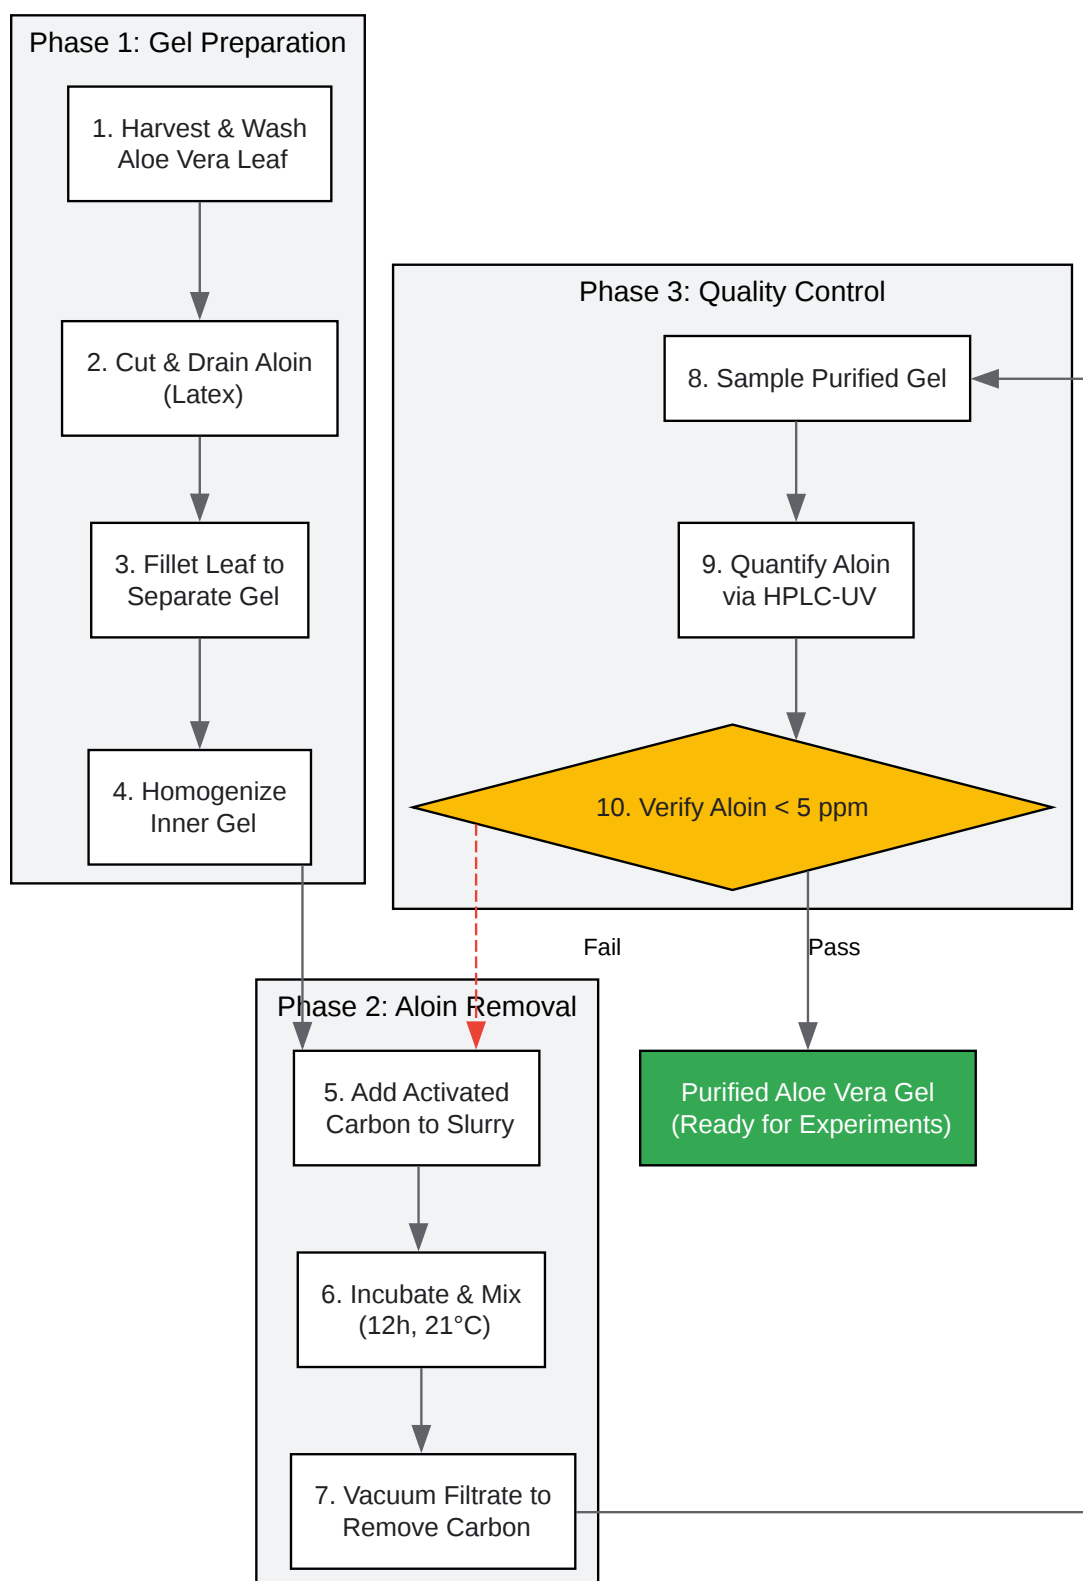 Phase 1: Gel Preparation
1. Harvest & Wash
Aloe Vera Leaf
2. Cut & Drain Aloin
(Latex)
3. Fillet Leaf to
Separate Gel
4. Homogenize
Inner Gel
Phase 3: Quality Control
8. Sample Purified Gel
9. Quantify Aloin
via HPLC-UV
10. Verify Aloin < 5 ppm
Fail
Pass
Phase 2: Aloin Removal
5. Add Activated
Carbon to Slurry
6. Incubate & Mix
(12h, 21°C)
7. Vacuum Filtrate to
Remove Carbon
Purified Aloe Vera Gel
(Ready for Experiments)